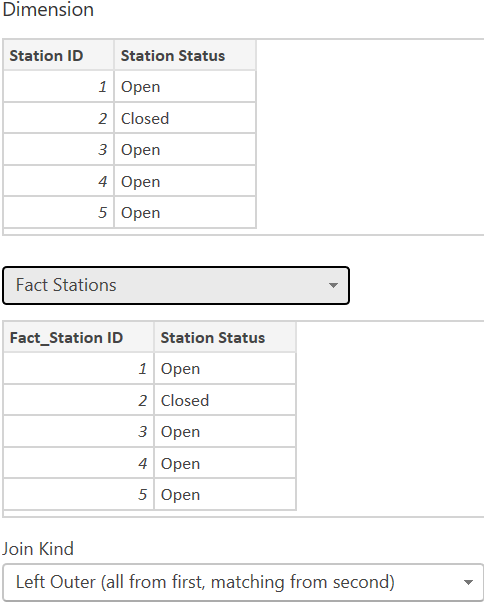 Dimension
Station ID Station Status
1 Open
2 Closed
3 Open
4 Open
5 Open
Fact Stations
Fact_Station ID Station Status
1 Open
2 Closed
3 Open
4 Open
5 Open
Join Kind
Left Outer (all from first, matching from second)